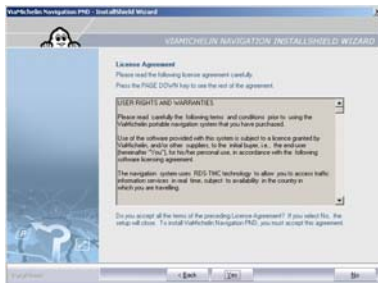 ViaMichelin Navigation PND - InstallShield Wizard
VIAMICHELIN NAVIGATION INSTALLSHIELD WIZARD
License Agreement
Please read the following license agreement carefully.
Press the PAGE DOWN key to see the rest of the agreement.
USER RIGHTS AND WARRANTIES
Please read carefully the following terms and conditions prior to using the
ViaMichelin portable navigation system that you have purchased.
Use of the software provided with this system is subject to a licence granted by
ViaMichelin, and/or other suppliers, to the initial buyer, i.e., the end-user
(hereinafter "You"), for his/her personal use, in accordance with the following
software licensing agreement.
The navigation system uses RDS-TMC technology to allow you to access traffic
information services in real time, subject to availability in the country in
which you are travelling.
Do you accept all the terms of the preceding License Agreement? If you select No, the
setup will close. To install ViaMichelin Navigation PND, you must accept this agreement.
< Back
Yes
No